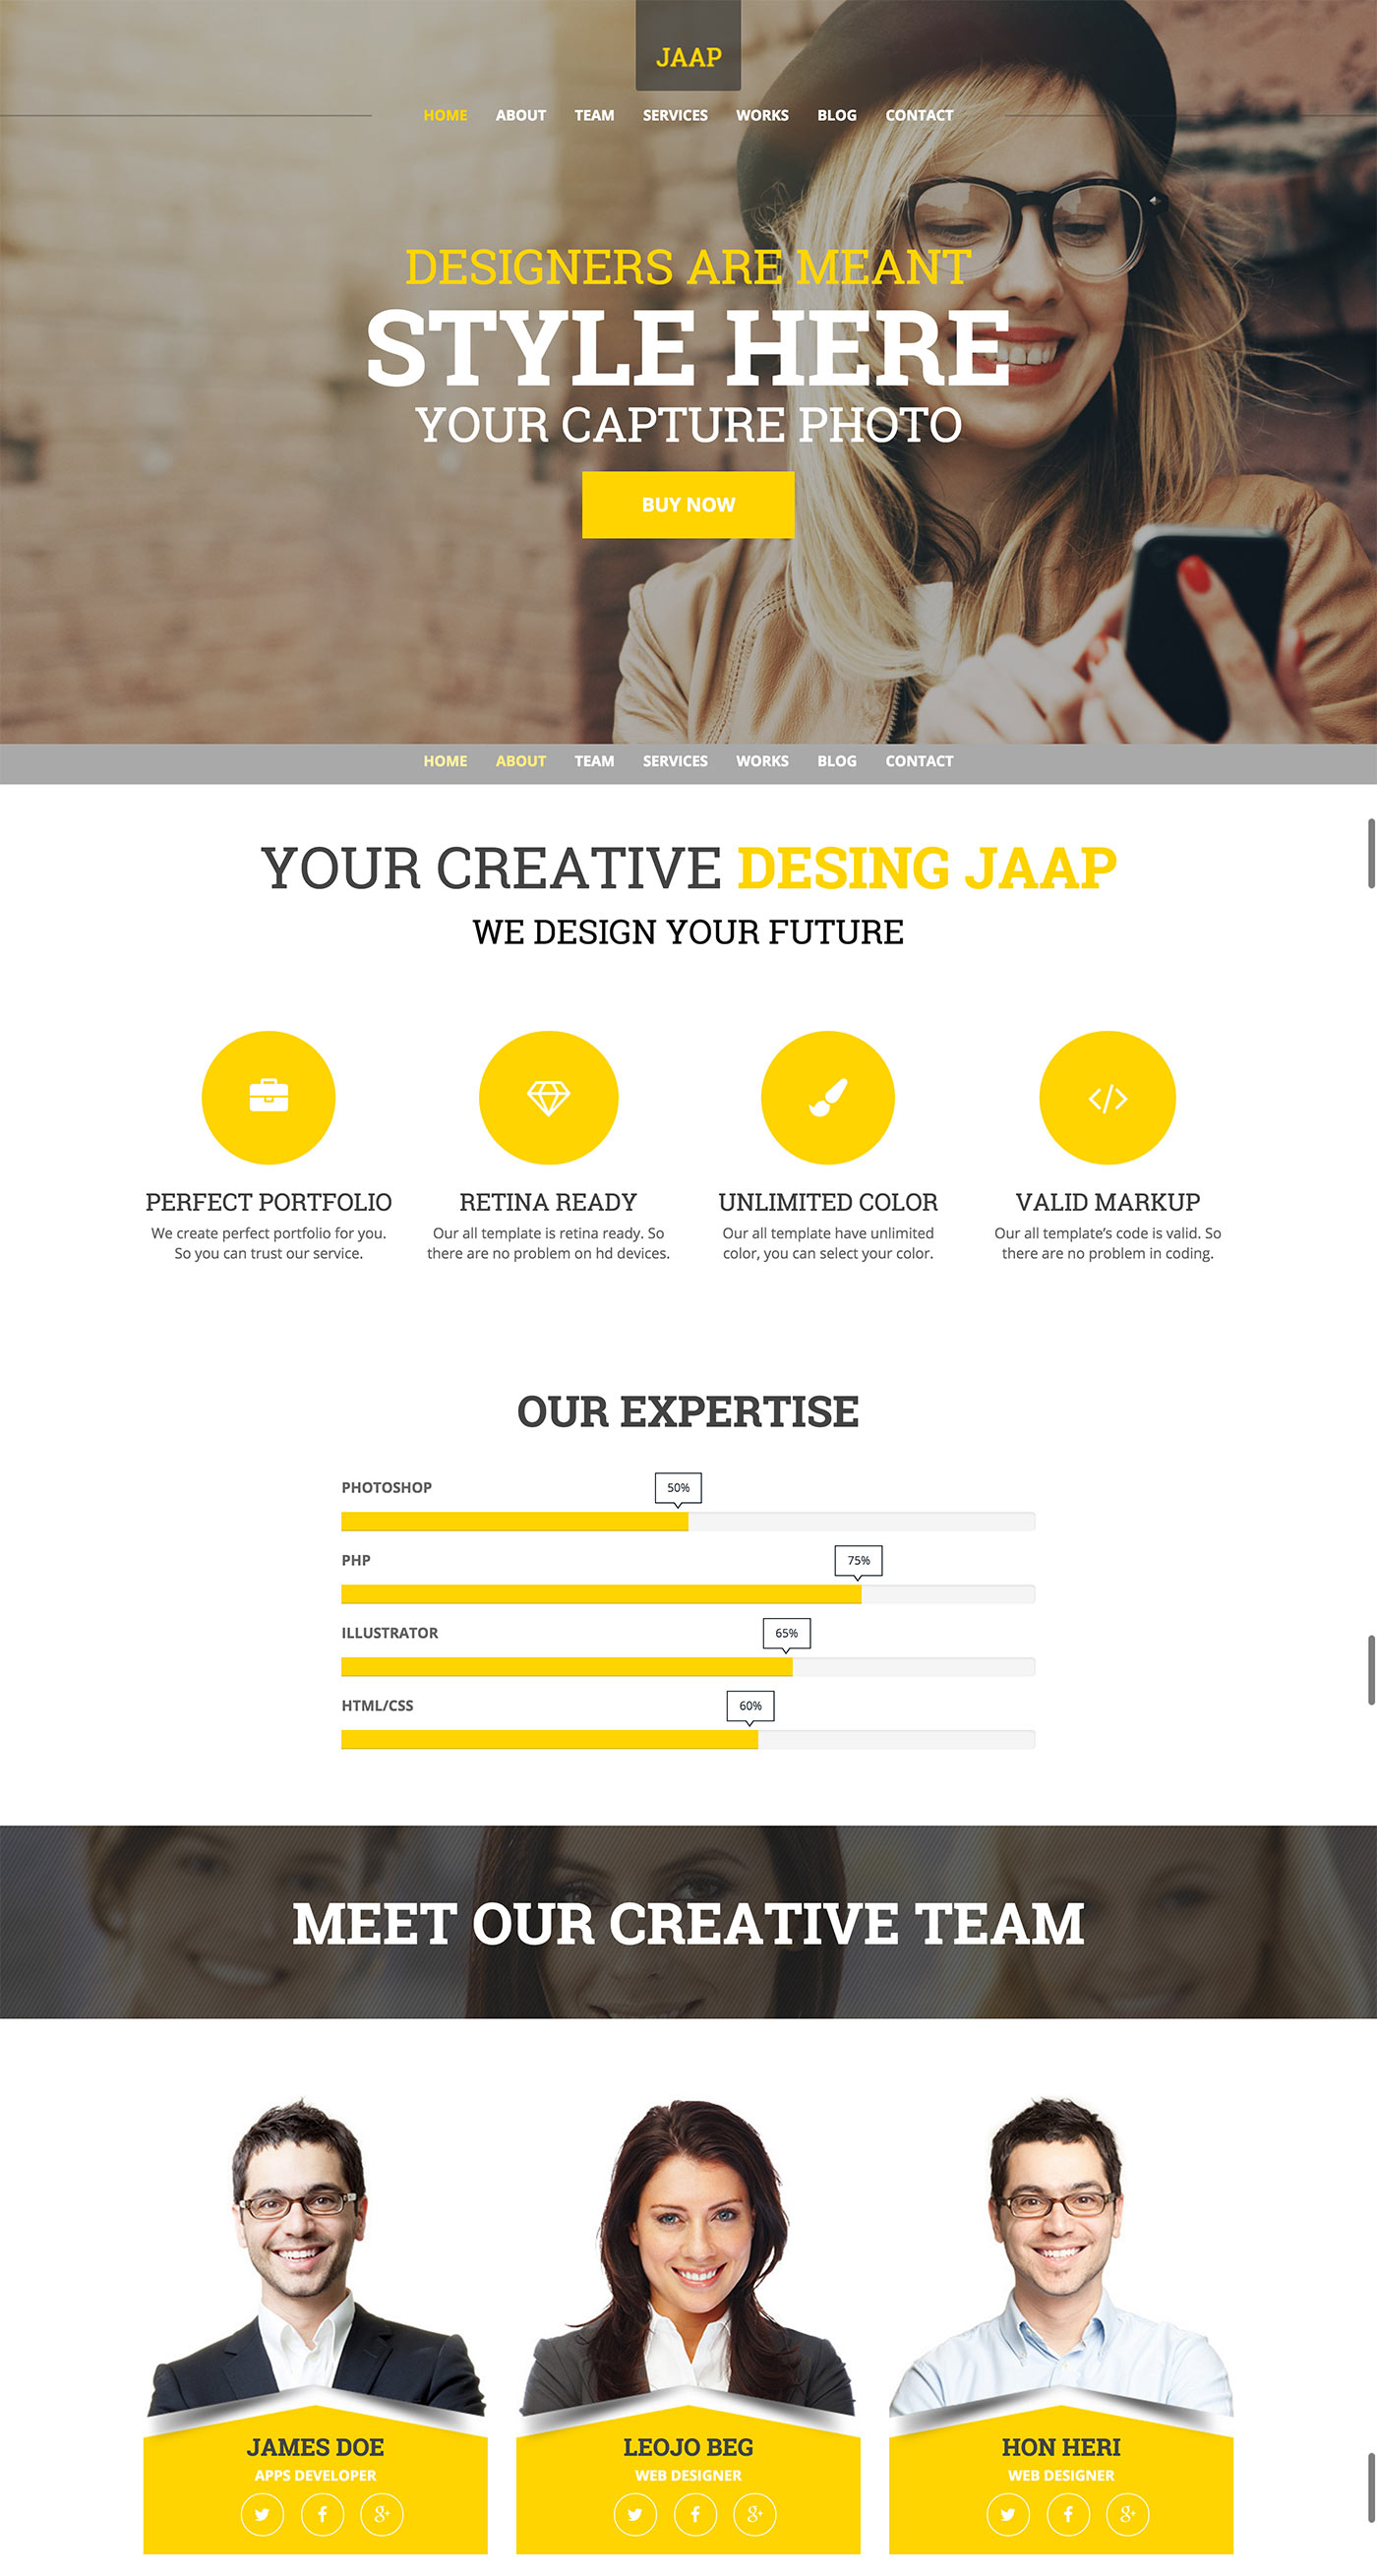 JAAP
HOME ABOUT TEAM SERVICES WORKS BLOG CONTACT
DESIGNERS ARE MEANT
STYLE HERE
YOUR CAPTURE PHOTO
BUY NOW
HOME ABOUT TEAM SERVICES WORKS BLOG CONTACT
YOUR CREATIVE DESING JAAP
WE DESIGN YOUR FUTURE
PERFECT PORTFOLIO
We create perfect portfolio for you.
So you can trust our service.
RETINA READY
Our all template is retina ready. So
there are no problem on hd devices.
UNLIMITED COLOR
Our all template have unlimited
color, you can select your color.
VALID MARKUP
Our all template’s code is valid. So
there are no problem in coding.
OUR EXPERTISE
PHOTOSHOP 50%
PHP 75%
ILLUSTRATOR 65%
HTML/CSS 60%
MEET OUR CREATIVE TEAM
JAMES DOE
APPS DEVELOPER
LEOJO BEG
WEB DESIGNER
HON HERI
WEB DESIGNER